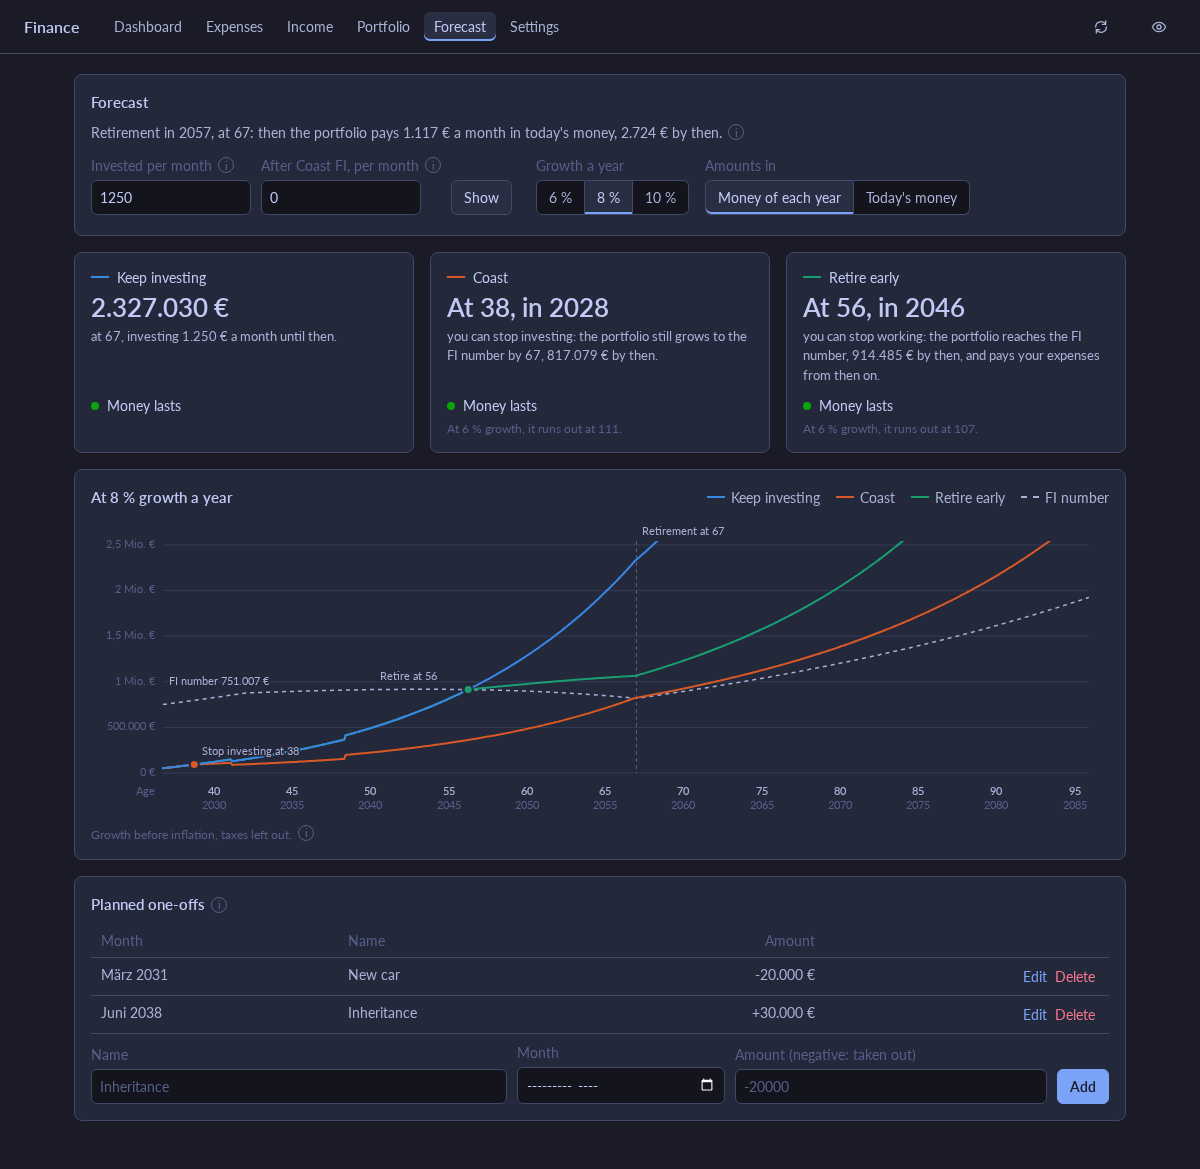 Finance Dashboard Expenses Income Portfolio Forecast Settings
Forecast
Retirement in 2057, at 67: then the portfolio pays 1.117 € a month in today's money, 2.724 € by then.
Invested per month After Coast FI, per month Growth a year Amounts in
1250 0 Show 6 % 8 % 10 % Money of each year Today's money
Keep investing
2.327.030 €
at 67, investing 1.250 € a month until then.
Money lasts
Coast
At 38, in 2028
you can stop investing: the portfolio still grows to the
FI number by 67, 817.079 € by then.
Money lasts
At 6 % growth, it runs out at 111.
Retire early
At 56, in 2046
you can stop working: the portfolio reaches the FI
number, 914.485 € by then, and pays your expenses
from then on.
Money lasts
At 6 % growth, it runs out at 107.
At 8 % growth a year Keep investing Coast Retire early FI number
Retirement at 67
2,5 Mio. €
2 Mio. €
1,5 Mio. €
Retire at 56
1 Mio. € FI number 751.007 €
500.000 €
Stop investing at 38
0 €
Age 40 45 50 55 60 65 70 75 80 85 90 95
2030 2035 2040 2045 2050 2055 2060 2065 2070 2075 2080 2085
Growth before inflation, taxes left out.
Planned one-offs
Month Name Amount
März 2031 New car -20.000 € Edit Delete
Juni 2038 Inheritance +30.000 € Edit Delete
Name Month Amount (negative: taken out)
Inheritance --------- ---- -20000 Add